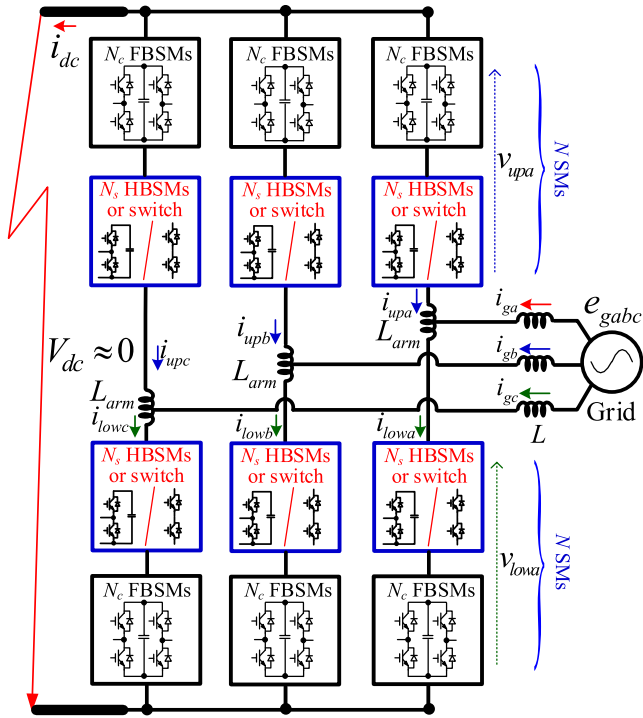 i_dc
N_c FBSMs
N_c FBSMs
N_c FBSMs
N_s HBSMs
or switch
N_s HBSMs
or switch
N_s HBSMs
or switch
v_upa
N SMs
i_upa
L_arm
i_ga
e_gabc
V_dc ≈ 0
i_upc
i_upb
L_arm
i_gb
L_arm
i_gc
Grid
L
i_lowc
i_lowb
i_lowa
N_s HBSMs
or switch
N_s HBSMs
or switch
N_s HBSMs
or switch
v_lowa
N SMs
N_c FBSMs
N_c FBSMs
N_c FBSMs